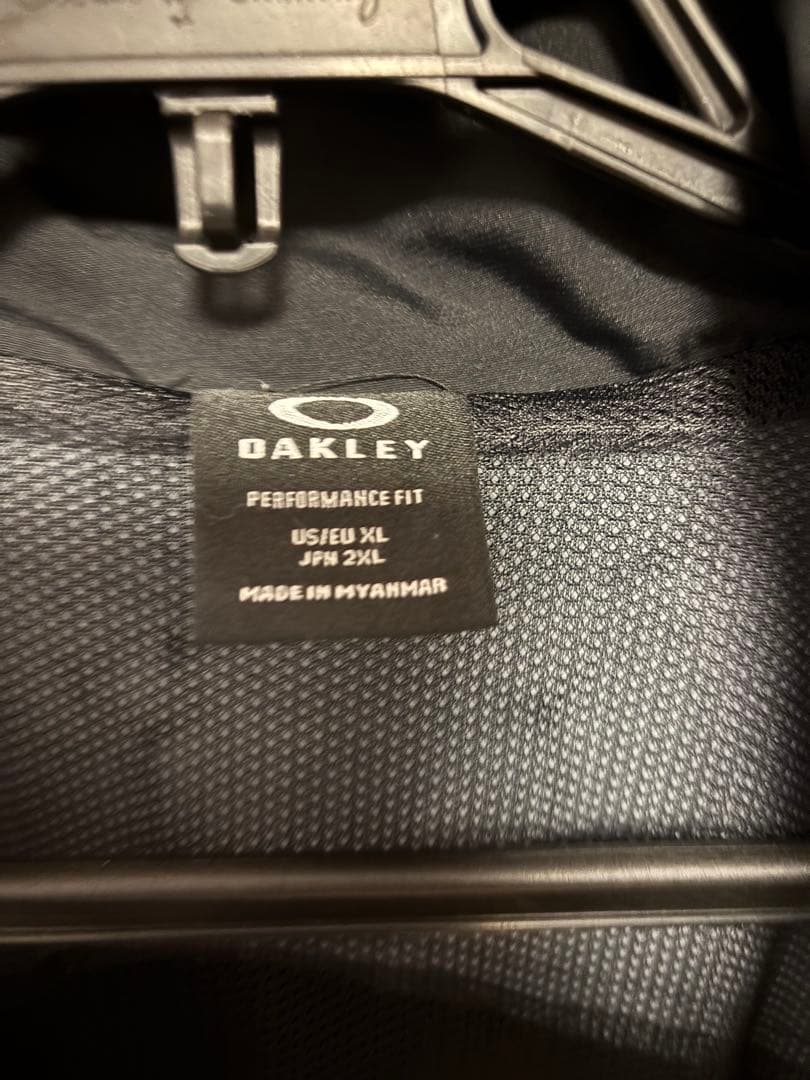 OAKLEY
PERFORMANCE FIT
US/EU XL
JPN 2XL
MADE IN MYANMAR